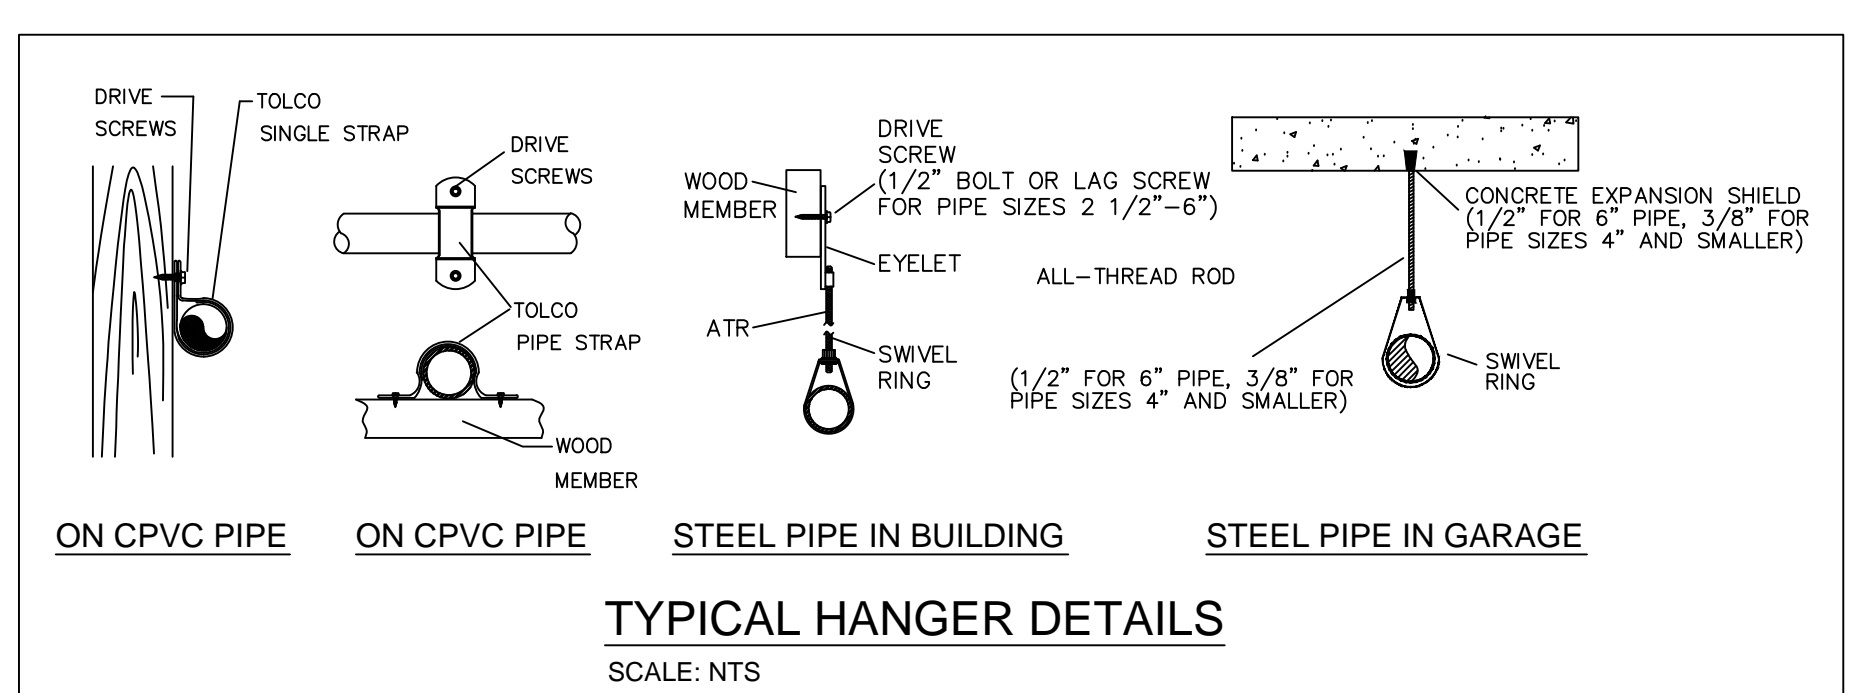 DRIVE
SCREWS
TOLCO
SINGLE STRAP
ON CPVC PIPE
DRIVE
SCREWS
TOLCO
PIPE STRAP
WOOD
MEMBER
ON CPVC PIPE
WOOD
MEMBER
DRIVE
SCREW
(1/2" BOLT OR LAG SCREW
FOR PIPE SIZES 2 1/2"-6")
EYELET
ATR
SWIVEL
RING
STEEL PIPE IN BUILDING
ALL-THREAD ROD
(1/2" FOR 6" PIPE, 3/8" FOR
PIPE SIZES 4" AND SMALLER)
CONCRETE EXPANSION SHIELD
(1/2" FOR 6" PIPE, 3/8" FOR
PIPE SIZES 4" AND SMALLER)
SWIVEL
RING
STEEL PIPE IN GARAGE
TYPICAL HANGER DETAILS
SCALE: NTS